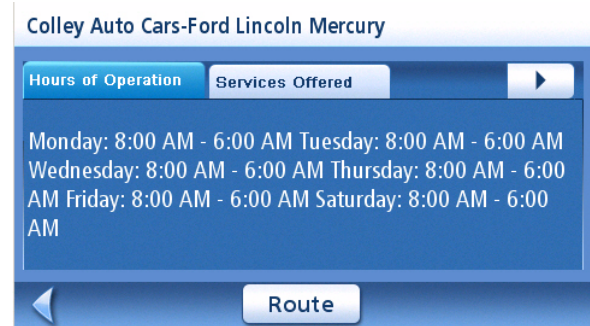 Colley Auto Cars-Ford Lincoln Mercury
Hours of Operation
Services Offered
Monday: 8:00 AM - 6:00 AM Tuesday: 8:00 AM - 6:00 AM
Wednesday: 8:00 AM - 6:00 AM Thursday: 8:00 AM - 6:00
AM Friday: 8:00 AM - 6:00 AM Saturday: 8:00 AM - 6:00
AM
Route